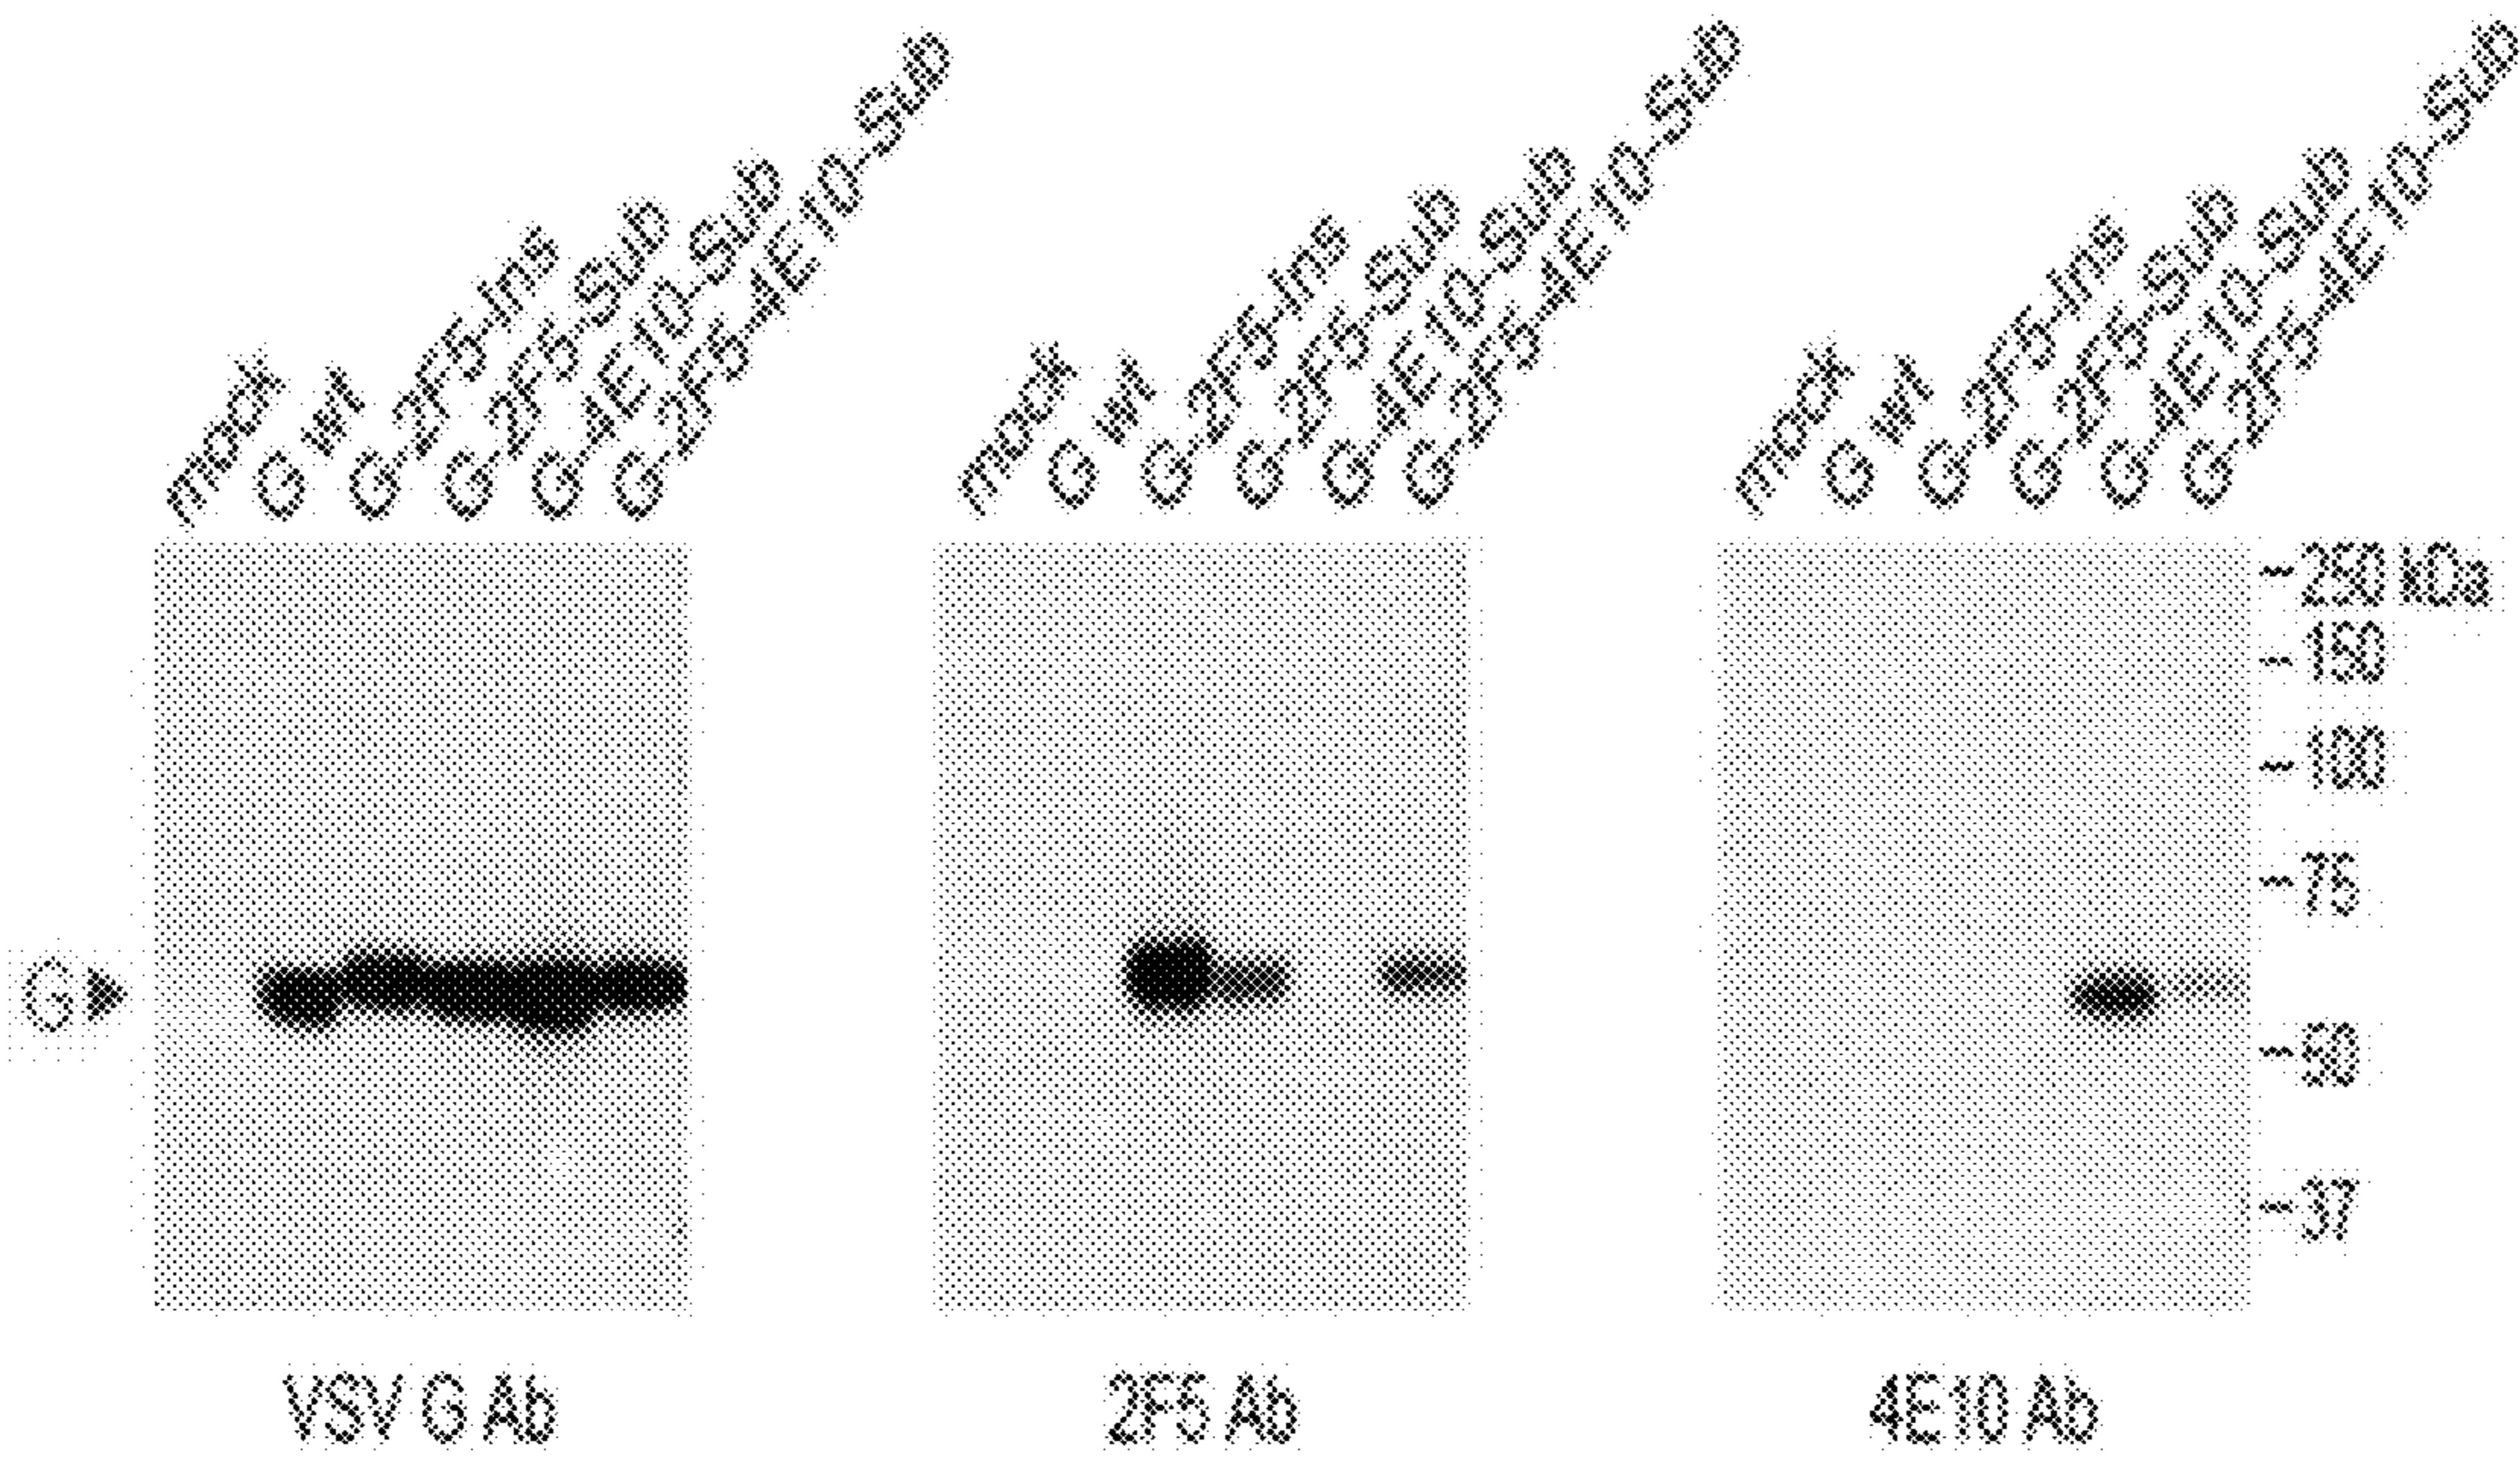 mock
G wt
G-2F5-Ins
G-2F5-Sub
G-4E10-Sub
G-2F5-4E10-Sub
mock
G wt
G-2F5-Ins
G-2F5-Sub
G-4E10-Sub
G-2F5-4E10-Sub
mock
G wt
G-2F5-Ins
G-2F5-Sub
G-4E10-Sub
G-2F5-4E10-Sub
250 kDa
150
100
75
G
50
37
VSV G Ab
2F5 Ab
4E10 Ab